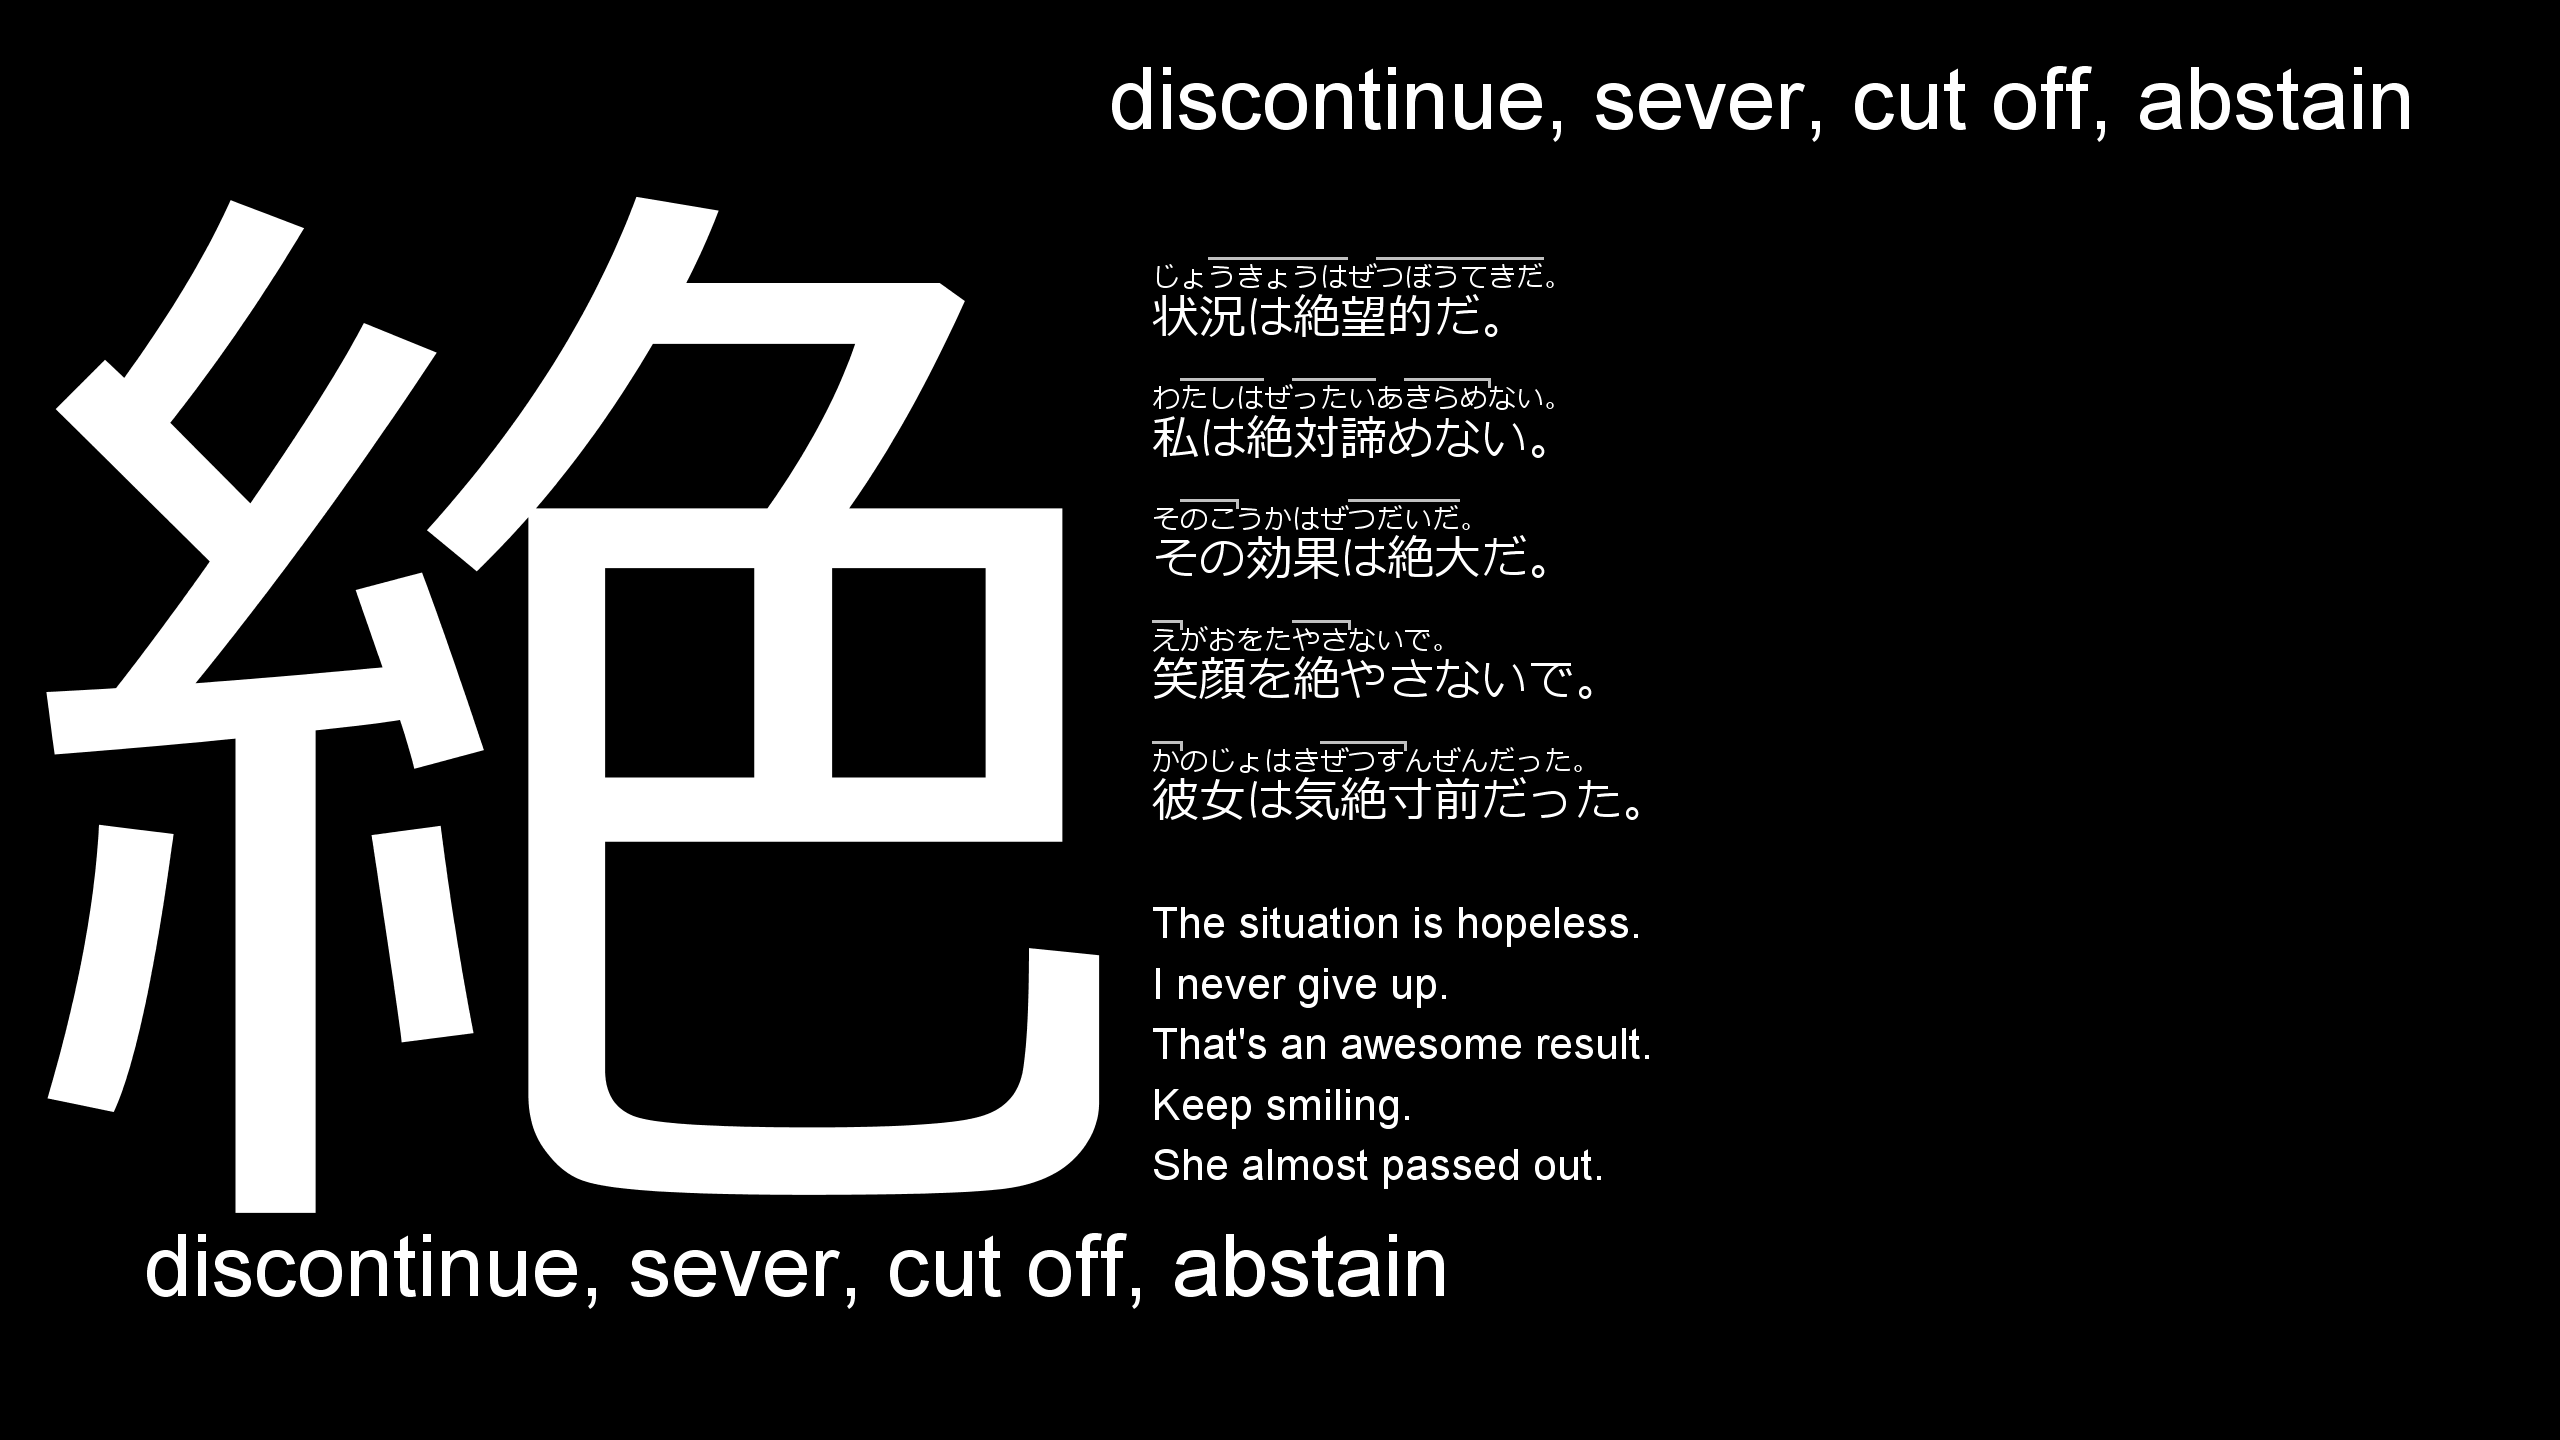 discontinue, sever, cut off, abstain
絶
じょうきょうはぜつぼうてきだ。
状況は絶望的だ。
わたしはぜったいあきらめない。
私は絶対諦めない。
そのこうかはぜつだいだ。
その効果は絶大だ。
えがおをたやさないで。
笑顔を絶やさないで。
かのじょはきぜつすんぜんだった。
彼女は気絶寸前だった。
The situation is hopeless.
I never give up.
That's an awesome result.
Keep smiling.
She almost passed out.
discontinue, sever, cut off, abstain